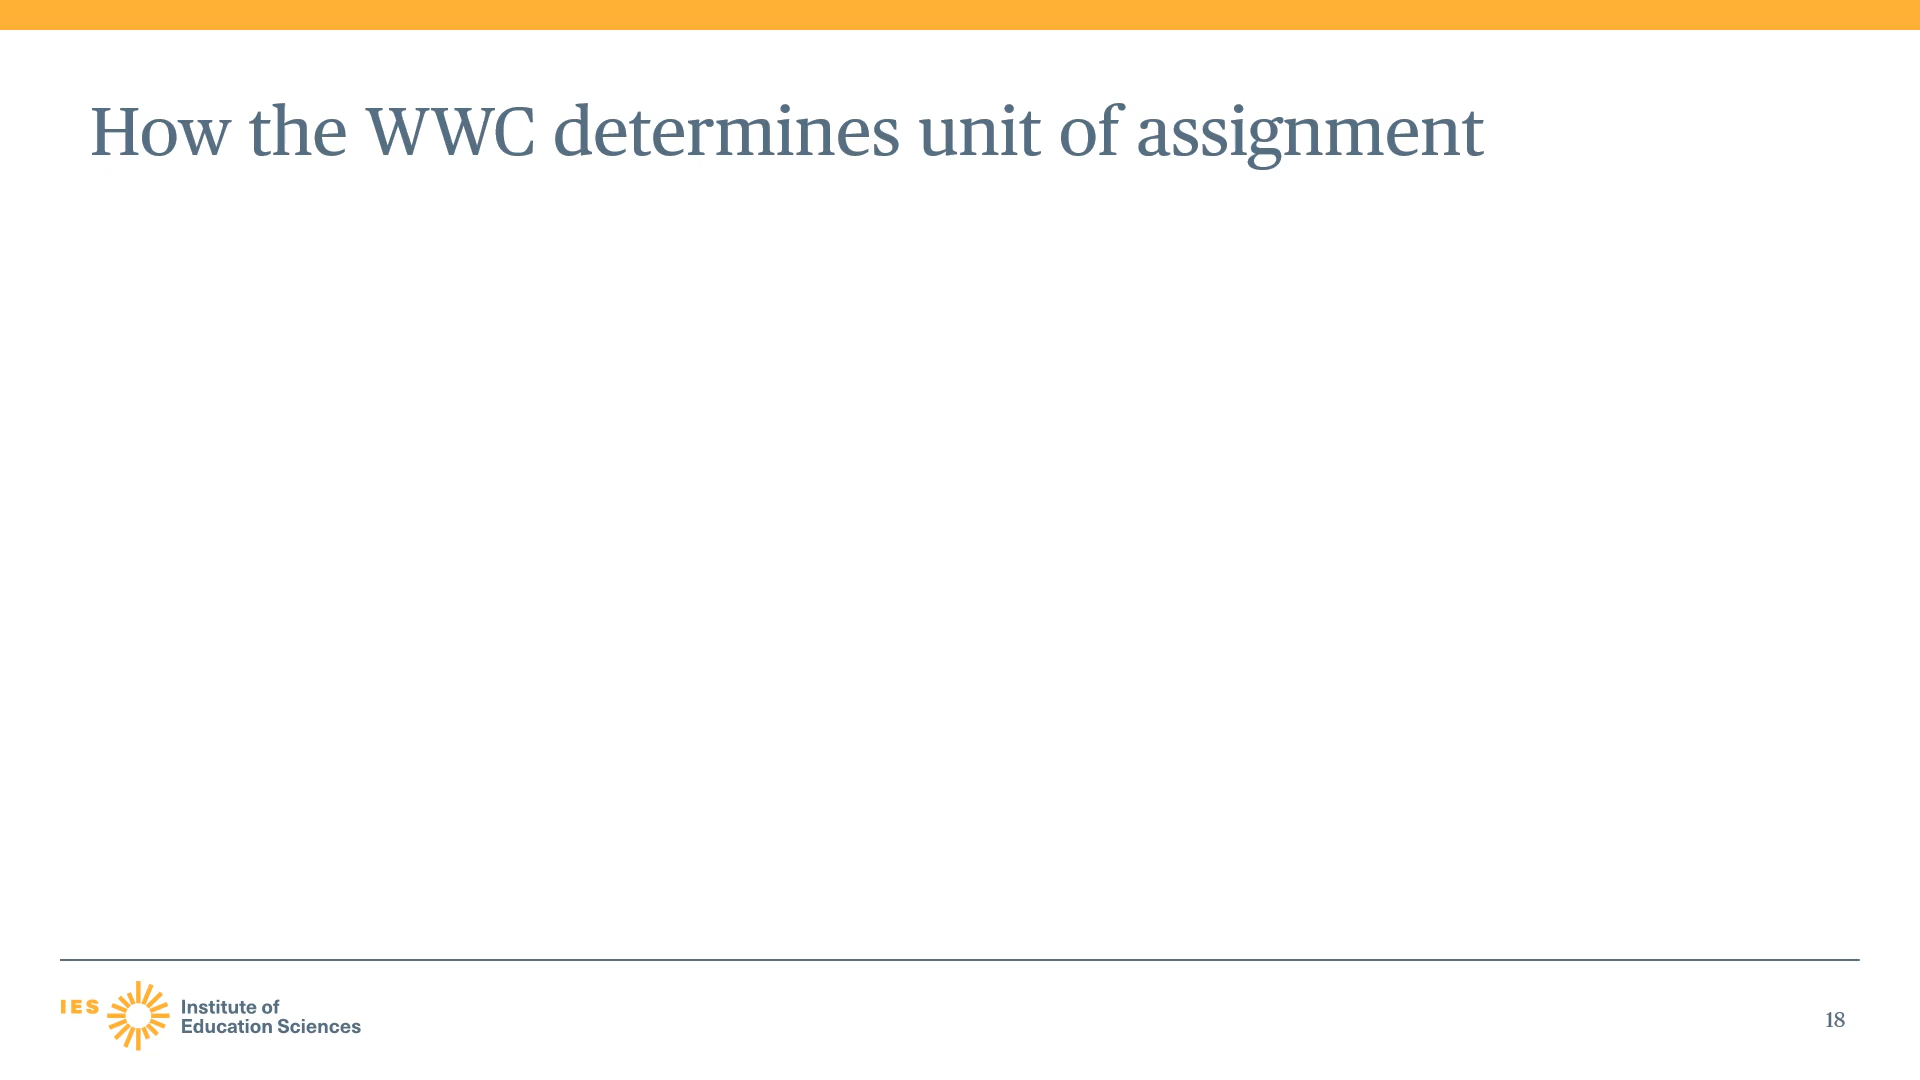 How the WWC determines unit of assignment
IES
Institute of
Education Sciences
18